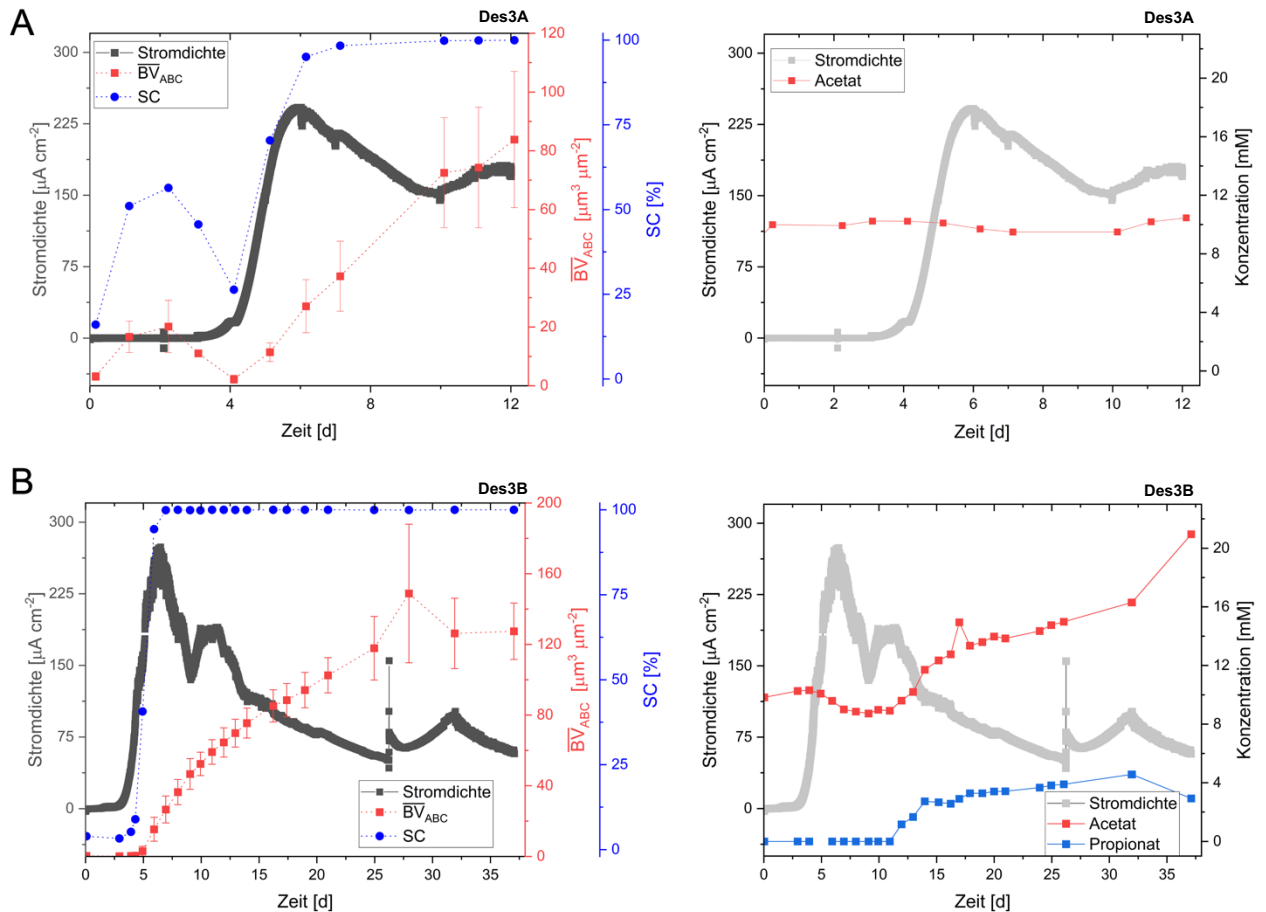 A
Des3A
Stromdichte
BV_ABC
SC
Stromdichte [µA cm⁻²]
300
225
150
75
0
0 4 8 12
Zeit [d]
120
100
80
60
40
20
0
BV_ABC [µm³ µm⁻²]
100
75
50
25
0
SC [%]
Des3A
Stromdichte
Acetat
Stromdichte [µA cm⁻²]
300
225
150
75
0
0 2 4 6 8 10 12
Zeit [d]
20
16
12
8
4
0
Konzentration [mM]
B
Des3B
Stromdichte [µA cm⁻²]
300
225
150
75
0
Stromdichte
BV_ABC
SC
0 5 10 15 20 25 30 35
Zeit [d]
200
160
120
80
40
0
BV_ABC [µm³ µm⁻²]
100
75
50
25
0
SC [%]
Des3B
Stromdichte [µA cm⁻²]
300
225
150
75
0
Stromdichte
Acetat
Propionat
0 5 10 15 20 25 30 35
Zeit [d]
20
16
12
8
4
0
Konzentration [mM]